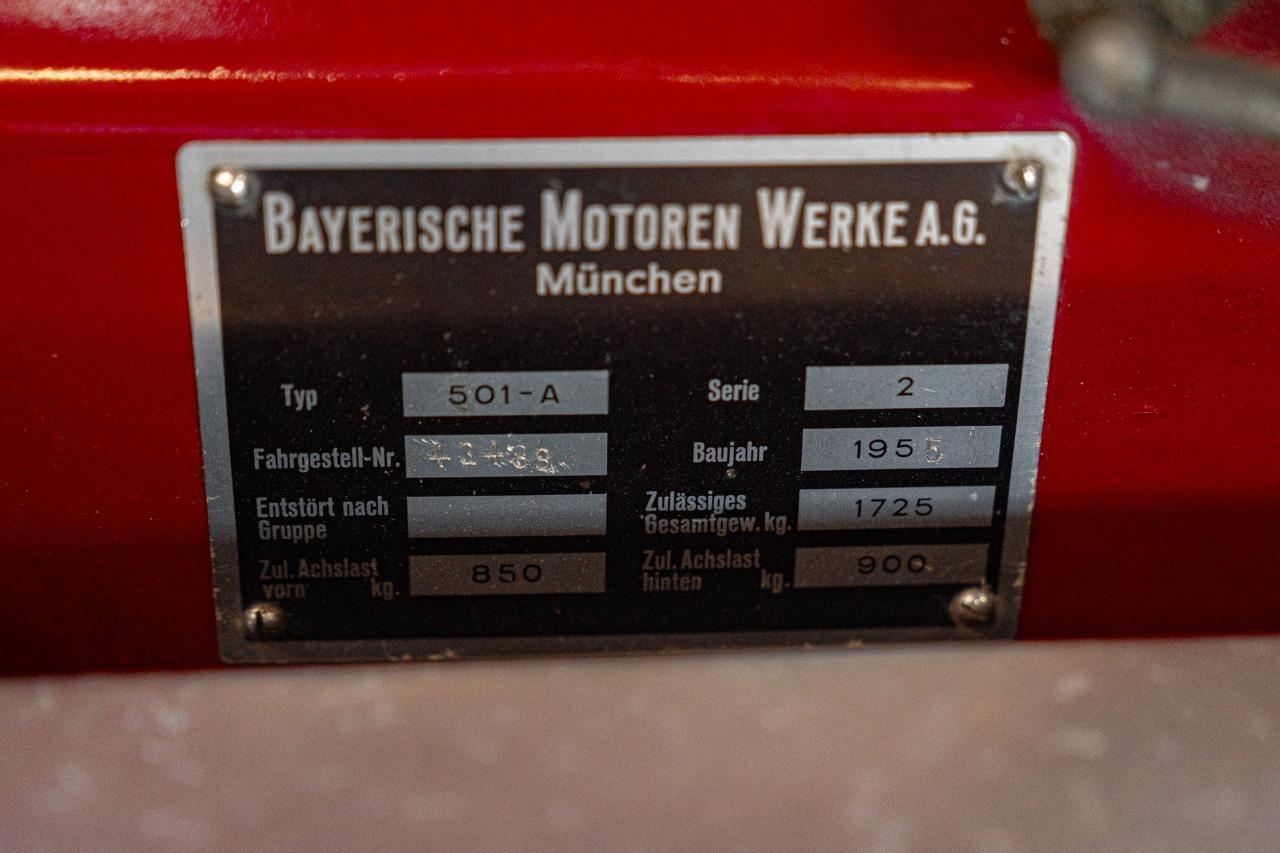 BAYERISCHE MOTOREN WERKE A.G.
München
Typ 501-A Serie 2
Fahrgestell-Nr. 43488 Baujahr 1955
Entstört nach Gruppe
Zulässiges Gesamtgew. kg. 1725
Zul. Achslast vorn kg. 850
Zul. Achslast hinten kg. 900